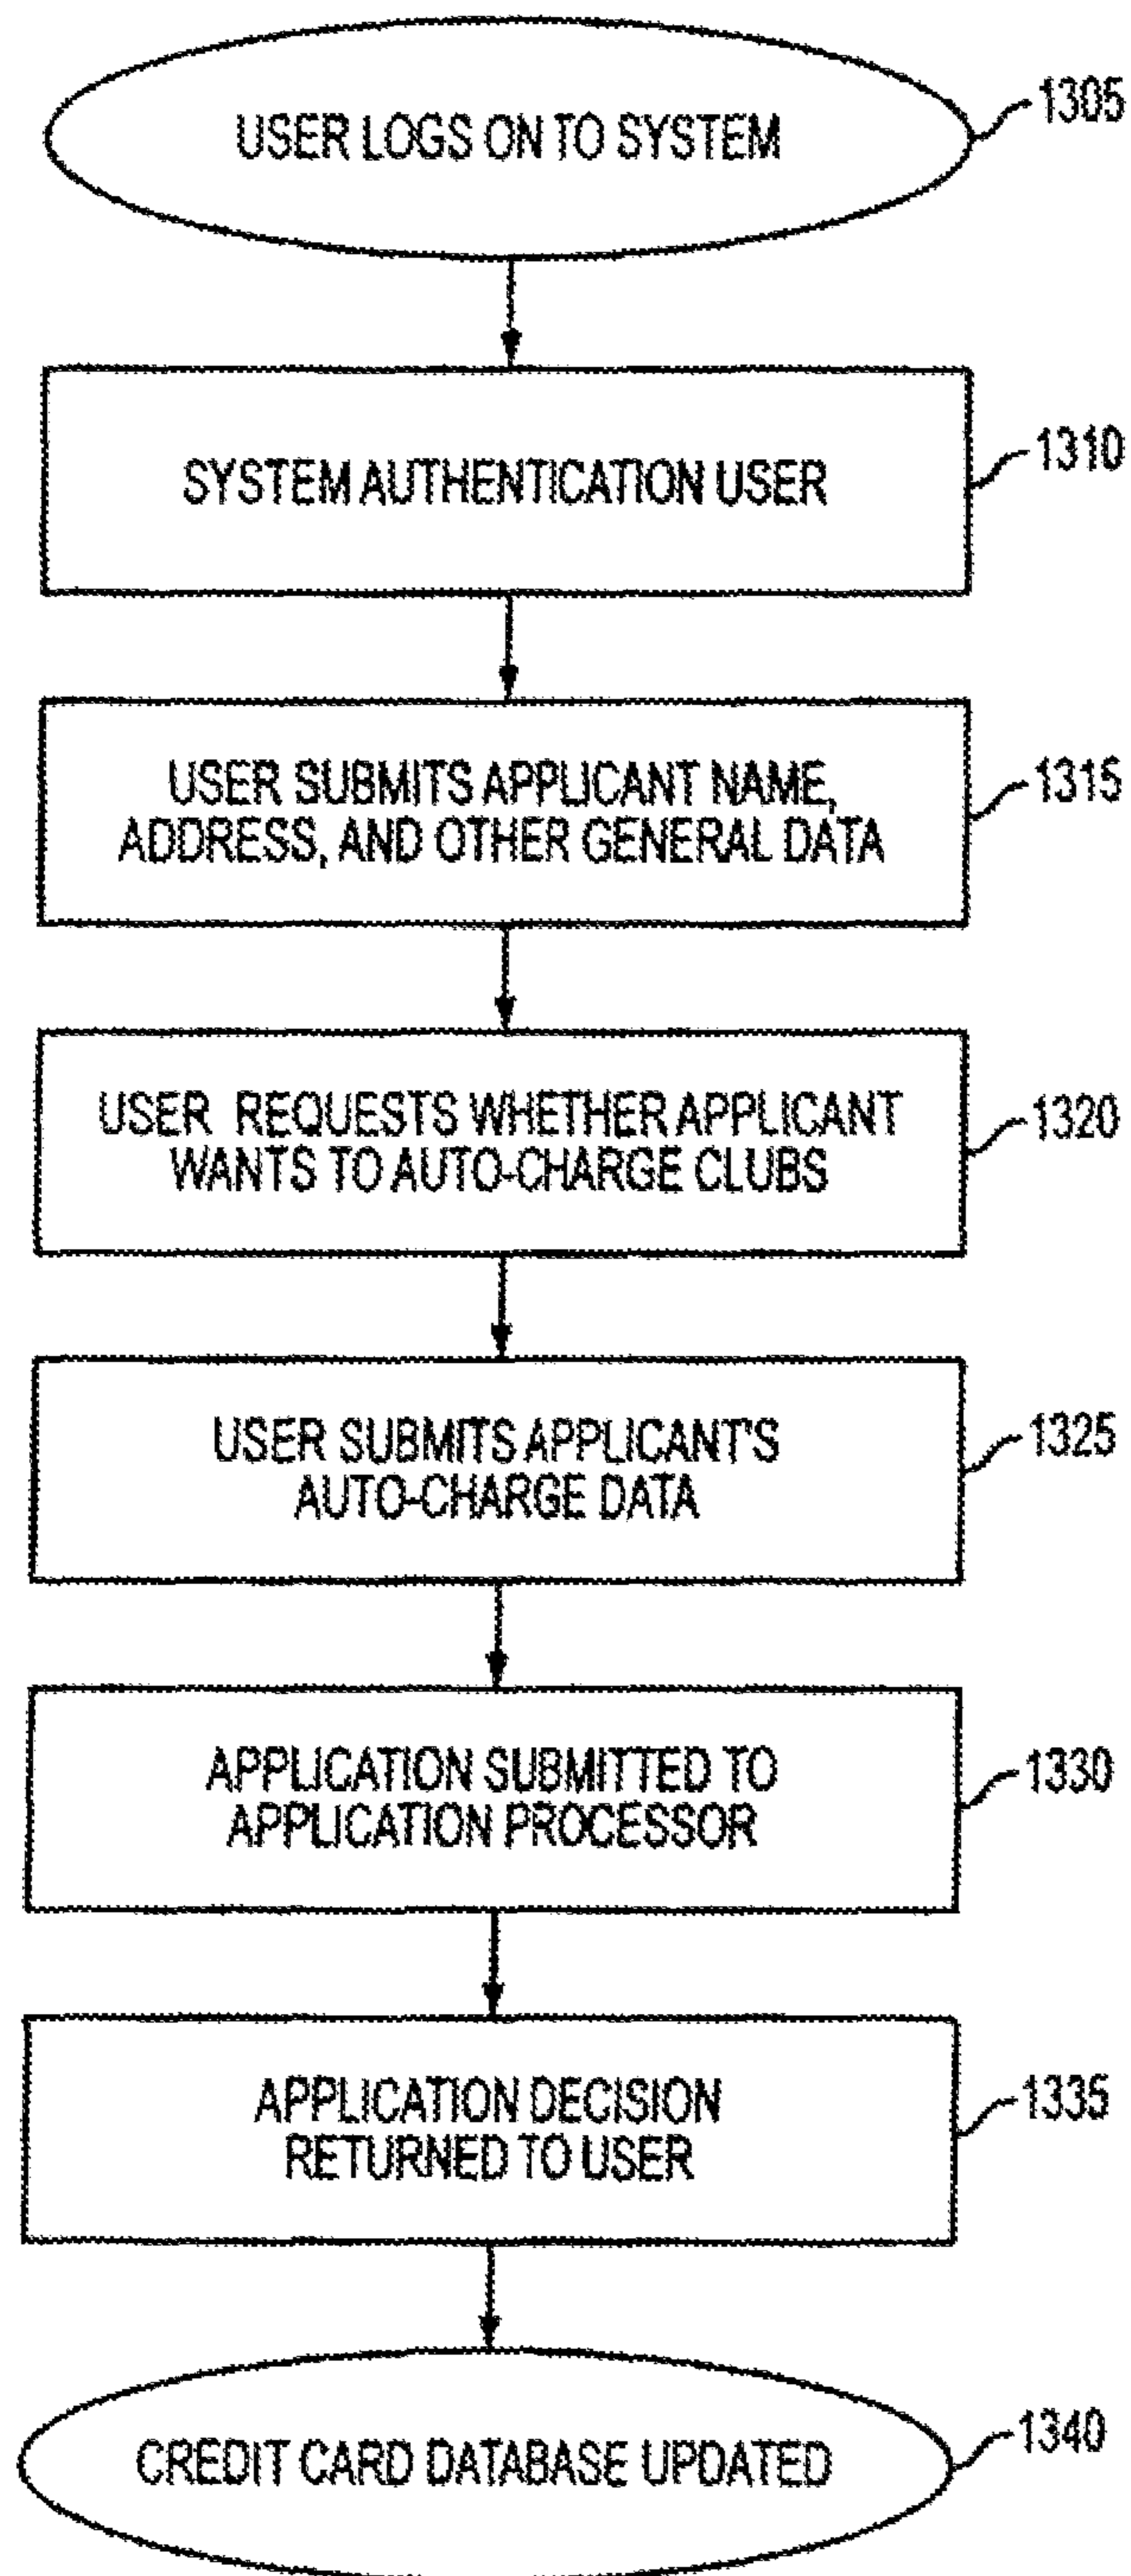 USER LOGS ON TO SYSTEM
1305
SYSTEM AUTHENTICATION USER
1310
USER SUBMITS APPLICANT NAME,
ADDRESS, AND OTHER GENERAL DATA
1315
USER REQUESTS WHETHER APPLICANT
WANTS TO AUTO-CHARGE CLUBS
1320
USER SUBMITS APPLICANT'S
AUTO-CHARGE DATA
1325
APPLICATION SUBMITTED TO
APPLICATION PROCESSOR
1330
APPLICATION DECISION
RETURNED TO USER
1335
CREDIT CARD DATABASE UPDATED
1340